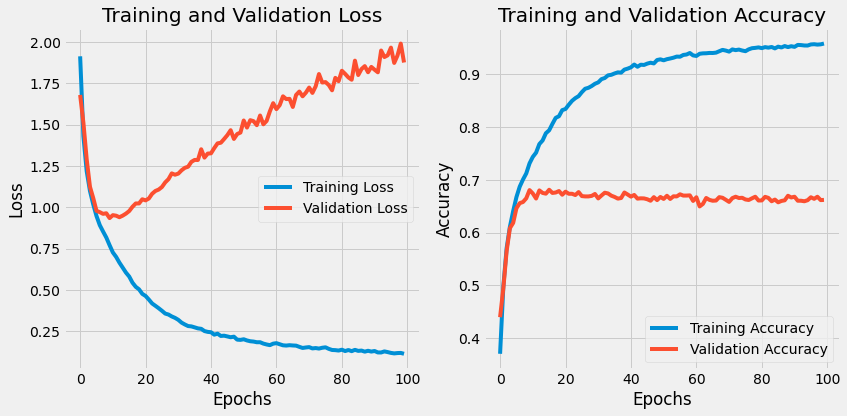 Training and Validation Loss
2.00
1.75
1.50
1.25
1.00
0.75
0.50
0.25
Loss
Training Loss
Validation Loss
0 20 40 60 80 100
Epochs
Training and Validation Accuracy
0.9
0.8
0.7
0.6
0.5
0.4
Accuracy
Training Accuracy
Validation Accuracy
0 20 40 60 80 100
Epochs